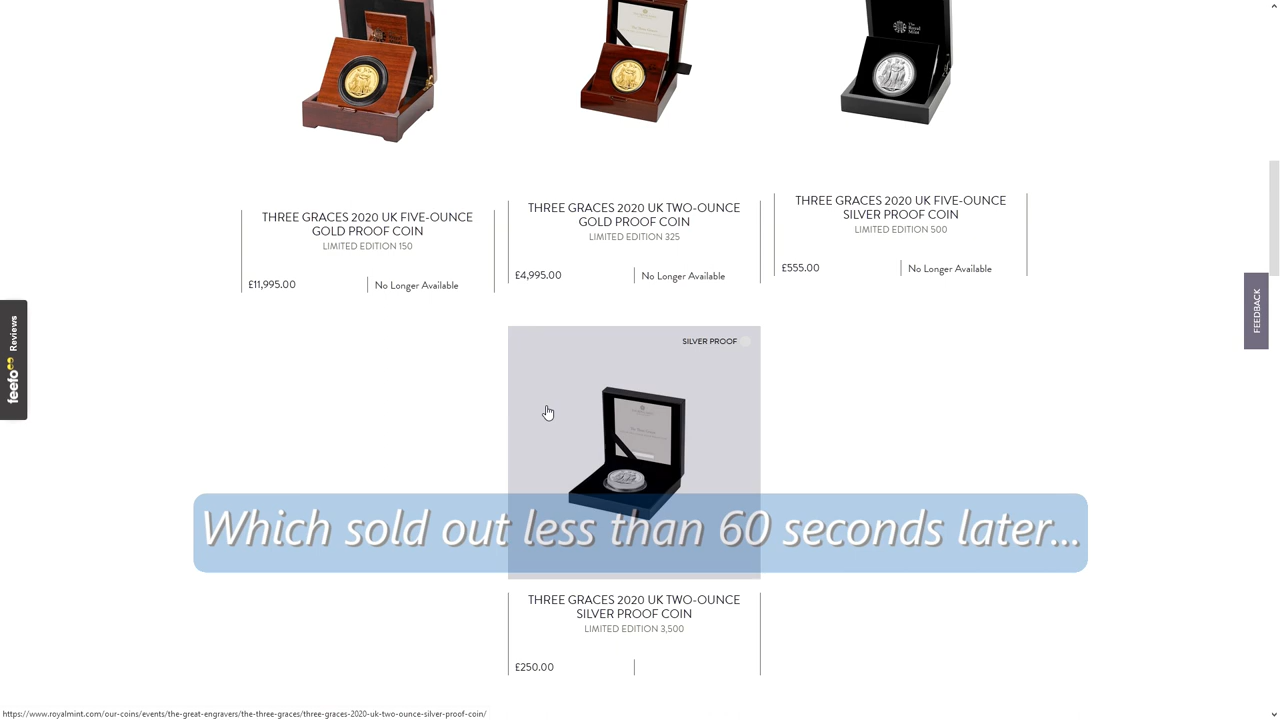 The Royal Mint
THREE GRACES 2020 UK FIVE-OUNCE
GOLD PROOF COIN
LIMITED EDITION 150
£11,995.00
No Longer Available
THREE GRACES 2020 UK TWO-OUNCE
GOLD PROOF COIN
LIMITED EDITION 325
£4,995.00
No Longer Available
THREE GRACES 2020 UK FIVE-OUNCE
SILVER PROOF COIN
LIMITED EDITION 500
£555.00
No Longer Available
feefo Reviews
FEEDBACK
SILVER PROOF
Which sold out less than 60 seconds later...
THREE GRACES 2020 UK TWO-OUNCE
SILVER PROOF COIN
LIMITED EDITION 3,500
£250.00
https://www.royalmint.com/our-coins/events/the-great-engravers/the-three-graces/three-graces-2020-uk-two-ounce-silver-proof-coin/